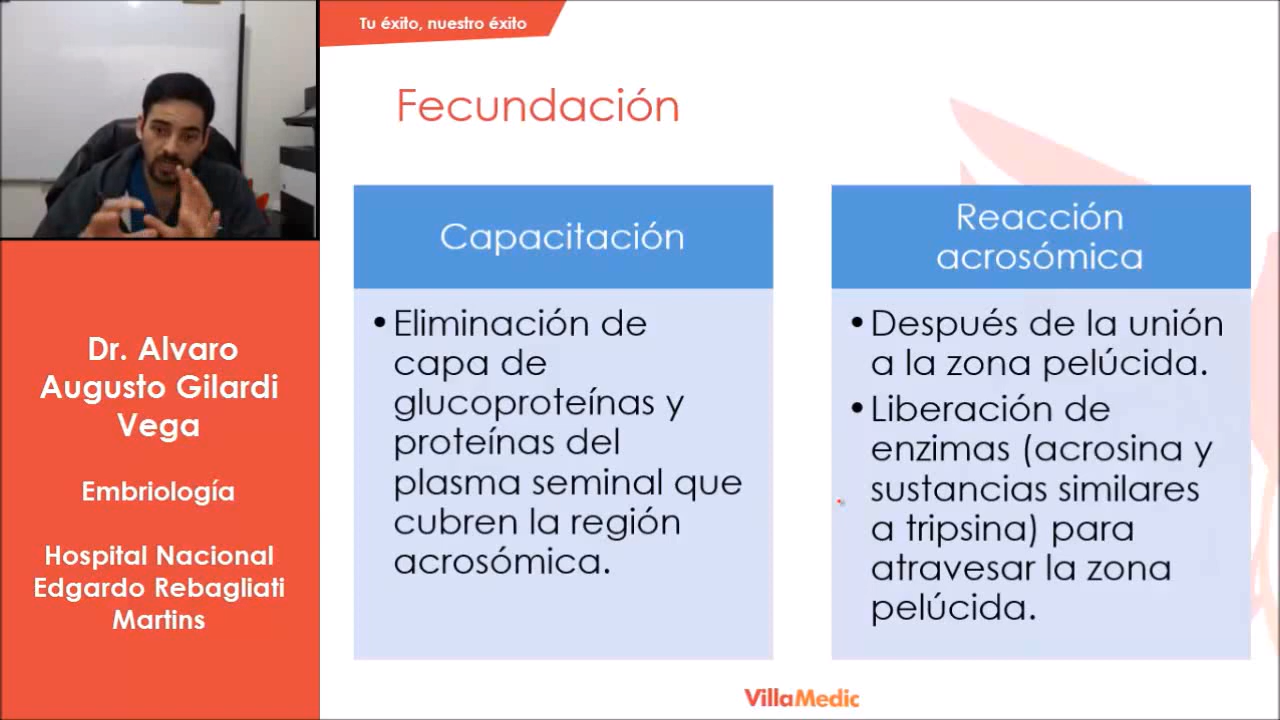 Tu éxito, nuestro éxito
Fecundación
Capacitación
•Eliminación de
capa de
glucoproteínas y
proteínas del
plasma seminal que
cubren la región
acrosómica.
Reacción
acrosómica
•Después de la unión
a la zona pelúcida.
•Liberación de
enzimas (acrosina y
sustancias similares
a tripsina) para
atravesar la zona
pelúcida.
Dr. Alvaro
Augusto Gilardi
Vega
Embriología
Hospital Nacional
Edgardo Rebagliati
Martins
VillaMedic